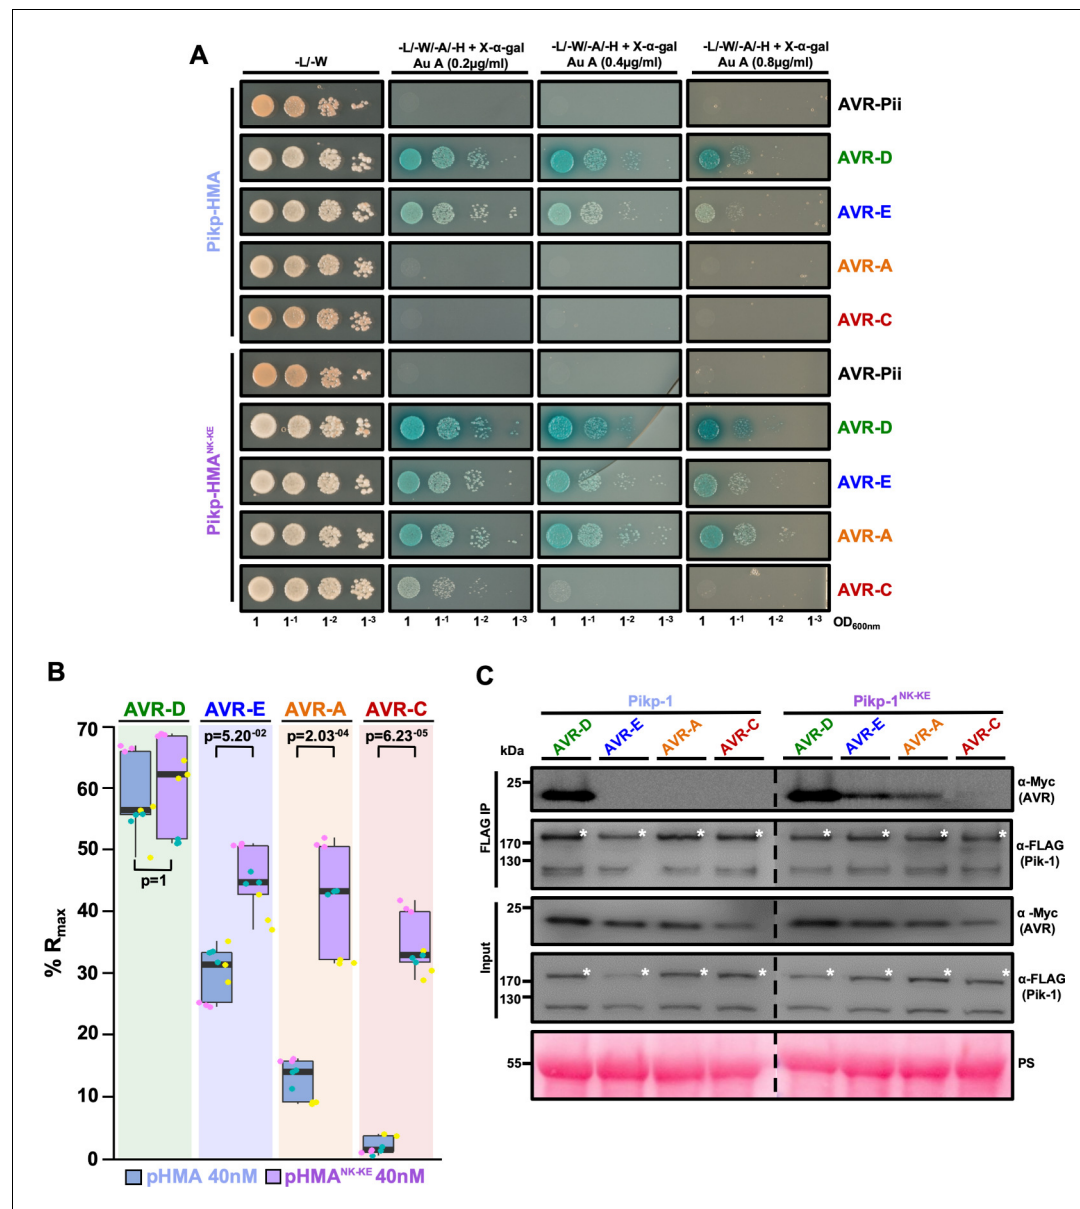 A
-L/-W
-L/-W/-A/-H + X-α-gal
Au A (0.2µg/ml)
-L/-W/-A/-H + X-α-gal
Au A (0.4µg/ml)
-L/-W/-A/-H + X-α-gal
Au A (0.8µg/ml)
Pikp-HMA
AVR-Pii
AVR-D
AVR-E
AVR-A
AVR-C
Pikp-HMA^NK-KE
AVR-Pii
AVR-D
AVR-E
AVR-A
AVR-C
1 1^-1 1^-2 1^-3 1 1^-1 1^-2 1^-3 1 1^-1 1^-2 1^-3 1 1^-1 1^-2 1^-3 OD600nm
B
AVR-D AVR-E AVR-A AVR-C
p=5.20^-02 p=2.03^-04 p=6.23^-05
p=1
% Rmax
70
60
50
40
30
20
10
0
pHMA 40nM pHMA^NK-KE 40nM
C
Pikp-1 Pikp-1^NK-KE
AVR-D AVR-E AVR-A AVR-C AVR-D AVR-E AVR-A AVR-C
kDa
FLAG IP
25
α-Myc
(AVR)
170
130
* * * * * * * *
α-FLAG
(Pik-1)
Input
25
α -Myc
(AVR)
170
130
* * * * * * * *
α-FLAG
(Pik-1)
55
PS